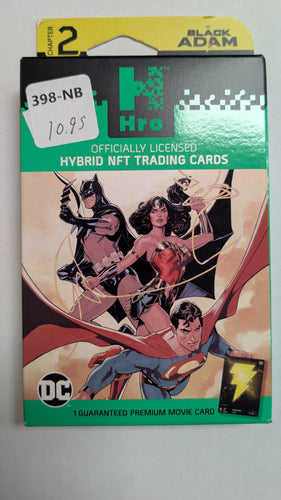 CHAPTER
2
BLACK
ADAM
398-NB
10.95
Hro
OFFICIALLY LICENSED
HYBRID NFT TRADING CARDS
DC
1 GUARANTEED PREMIUM MOVIE CARD